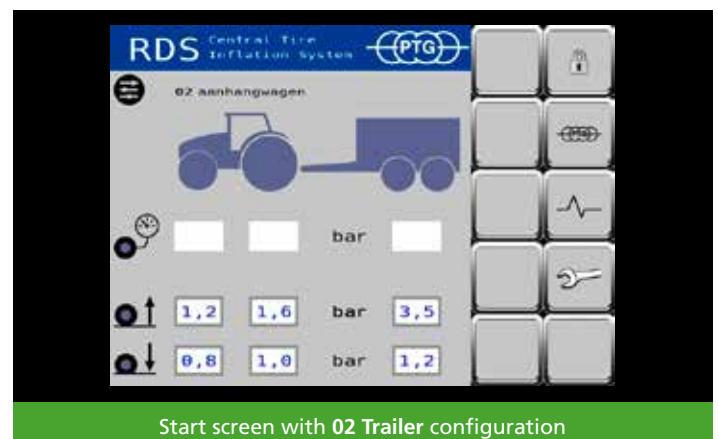 RDS Central Tire Inflation System PTG
02 aanhangwagen
bar
1,2 1,6 bar 3,5
0,8 1,0 bar 1,2
Start screen with 02 Trailer configuration